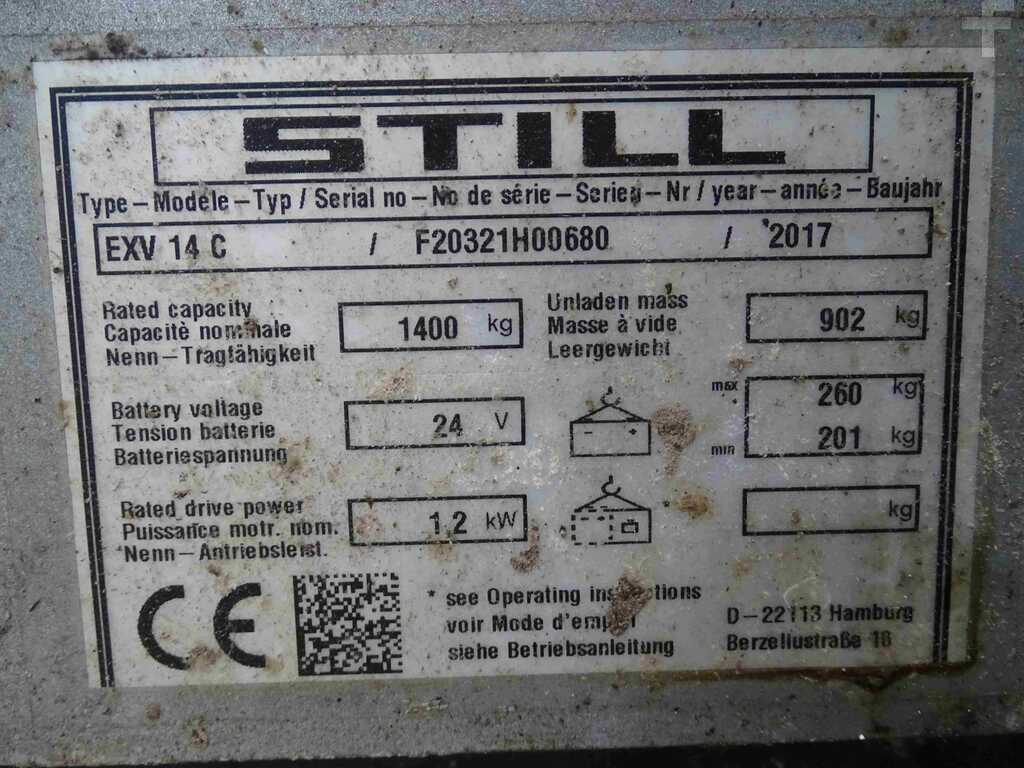 STILL
Type – Modèle – Typ / Serial no – No de série – Serien – Nr / year – année – Baujahr
EXV 14 C / F20321H00680 / 2017
Rated capacity
Capacité nominale
Nenn – Tragfähigkeit
1400 kg
Unladen mass
Masse à vide
Leergewicht
902 kg
Battery voltage
Tension batterie
Batteriespannung
24 V
max 260 kg
min 201 kg
Rated drive power
Puissance motr. nom.
*Nenn – Antriebsleist.
1.2 kW
kg
CE
* see Operating instructions
voir Mode d'emploi
siehe Betriebsanleitung
D – 22113 Hamburg
Berzeliusstraße 10